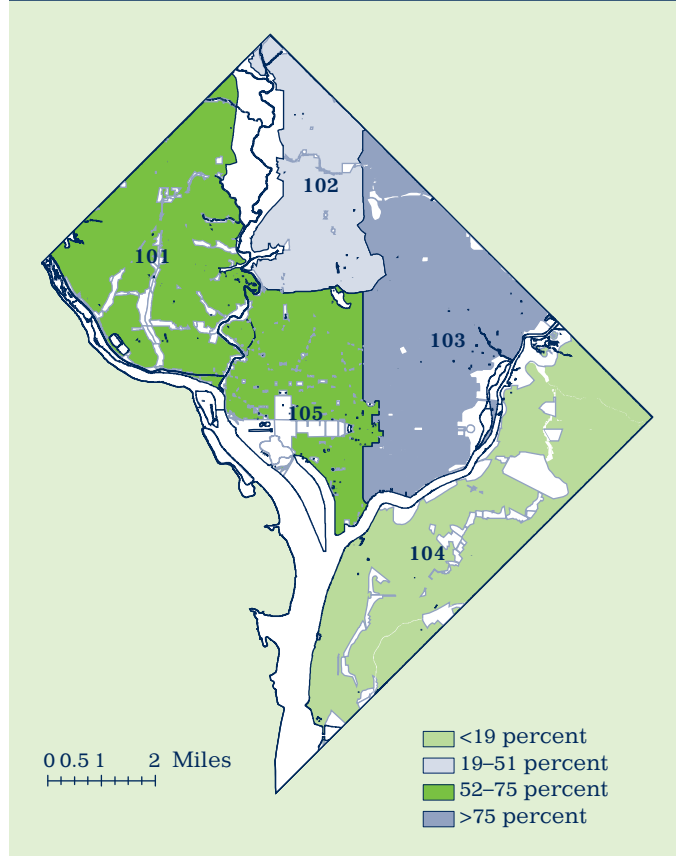 102
101
103
105
104
<19 percent
19–51 percent
0 0.5 1 2 Miles
52–75 percent
>75 percent